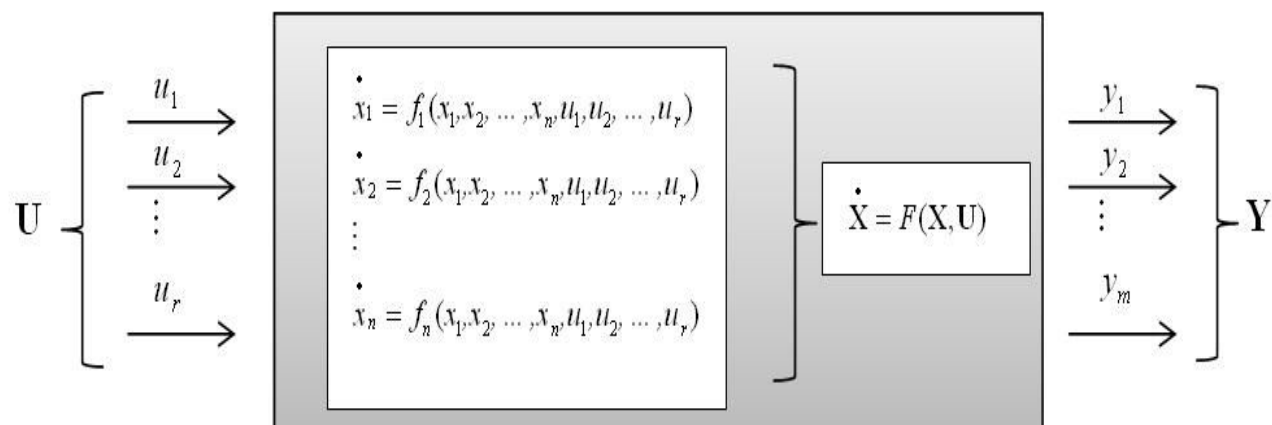 U
u₁
u₂
⋮
uᵣ
ẋ₁ = f₁(x₁,x₂, ... ,xₙ,u₁,u₂, ... ,uᵣ)
ẋ₂ = f₂(x₁,x₂, ... ,xₙ,u₁,u₂, ... ,uᵣ)
⋮
ẋₙ = fₙ(x₁,x₂, ... ,xₙ,u₁,u₂, ... ,uᵣ)
Ẋ = F(X,U)
y₁
y₂
⋮
yₘ
Y